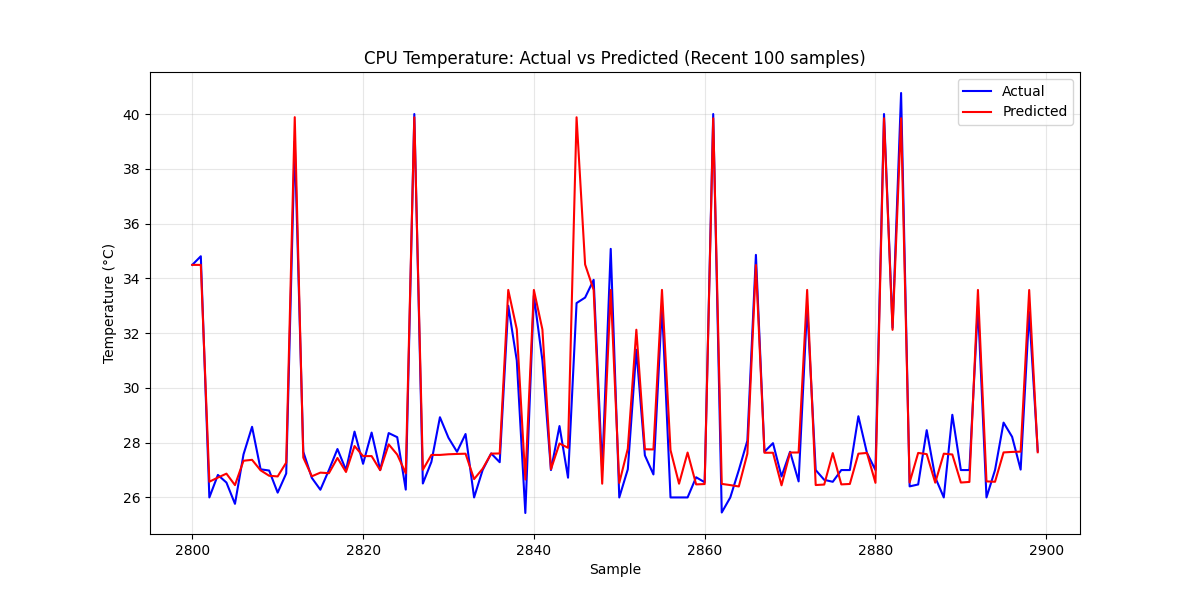 CPU Temperature: Actual vs Predicted (Recent 100 samples)
Actual
Predicted
40
38
36
34
32
30
28
26
Temperature (°C)
2800
2820
2840
2860
2880
2900
Sample